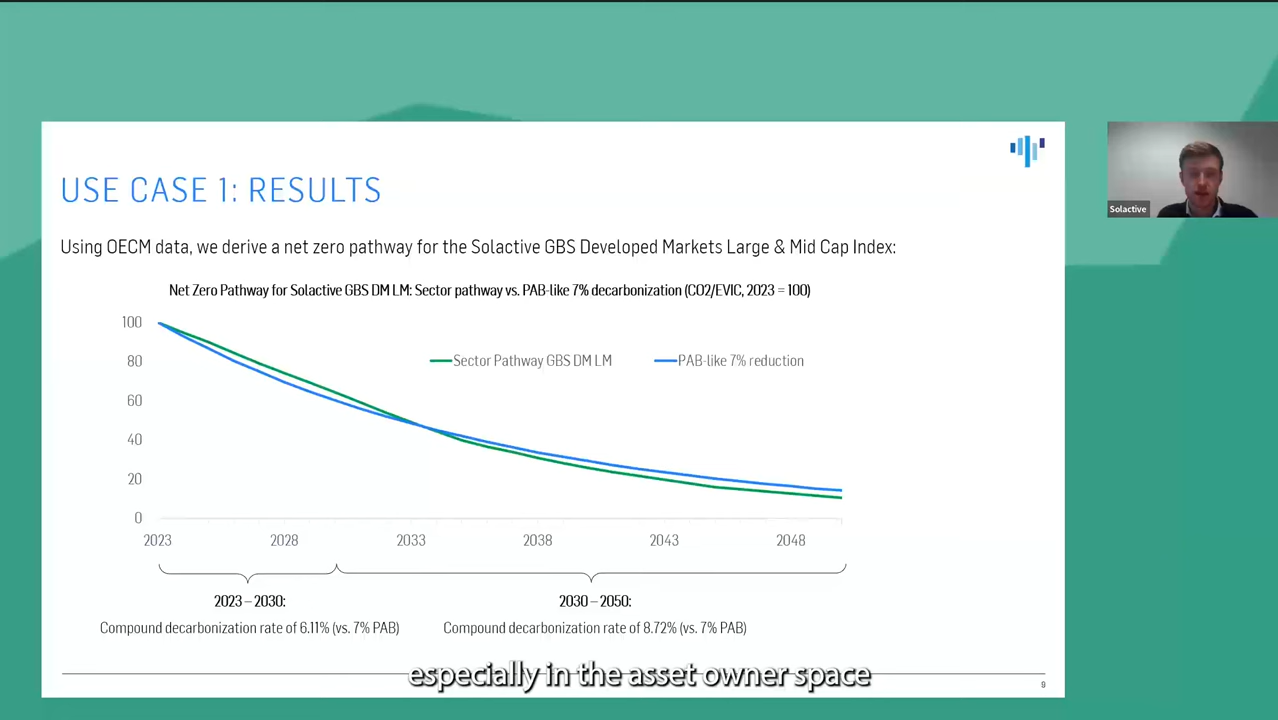 USE CASE 1: RESULTS
Using OECM data, we derive a net zero pathway for the Solactive GBS Developed Markets Large & Mid Cap Index:
Net Zero Pathway for Solactive GBS DM LM: Sector pathway vs. PAB-like 7% decarbonization (CO2/EVIC, 2023 = 100)
100
80
60
40
20
0
Sector Pathway GBS DM LM
PAB-like 7% reduction
2023
2028
2033
2038
2043
2048
2023 – 2030:
Compound decarbonization rate of 6.11% (vs. 7% PAB)
2030 – 2050:
Compound decarbonization rate of 8.72% (vs. 7% PAB)
9
Solactive
especially in the asset owner space